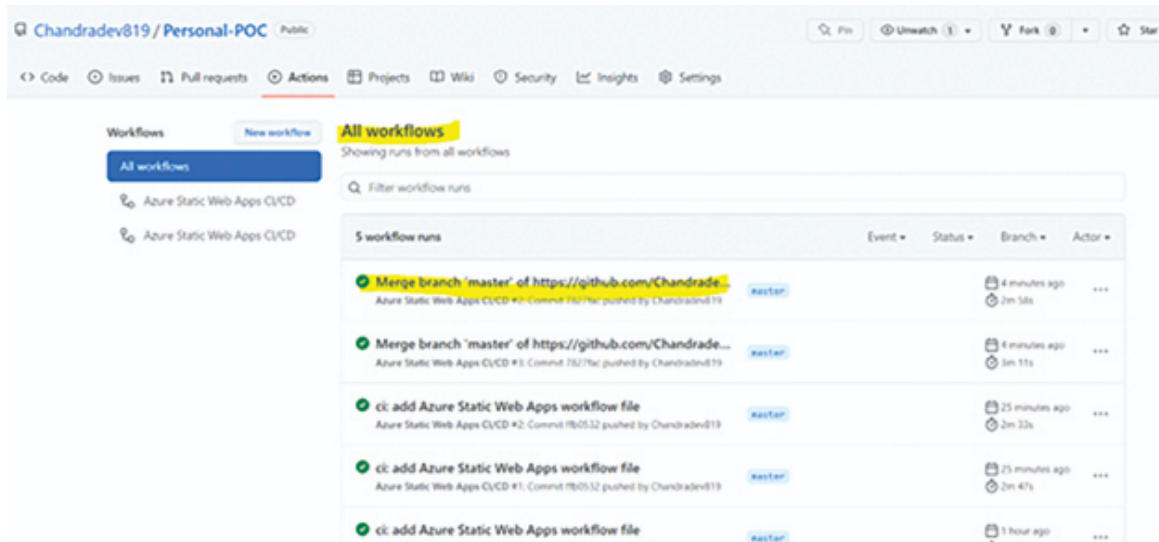 Chandradev819 / Personal-POC Public
Pin
Unwatch 1
Fork 0
Star
Code Issues Pull requests Actions Projects Wiki Security Insights Settings
Workflows
New workflow
All workflows
Azure Static Web Apps CI/CD
Azure Static Web Apps CI/CD
All workflows
Showing runs from all workflows
Filter workflow runs
5 workflow runs
Event Status Branch Actor
Merge branch 'master' of https://github.com/Chandrade...
Azure Static Web Apps CI/CD #2: Commit 7827fac pushed by Chandradev819
master
4 minutes ago
2m 58s
Merge branch 'master' of https://github.com/Chandrade...
Azure Static Web Apps CI/CD #3: Commit 7827fac pushed by Chandradev819
master
4 minutes ago
3m 11s
ci: add Azure Static Web Apps workflow file
Azure Static Web Apps CI/CD #2: Commit ffb0532 pushed by Chandradev819
master
25 minutes ago
2m 33s
ci: add Azure Static Web Apps workflow file
Azure Static Web Apps CI/CD #1: Commit ffb0532 pushed by Chandradev819
master
25 minutes ago
2m 47s
ci: add Azure Static Web Apps workflow file
master
1 hour ago